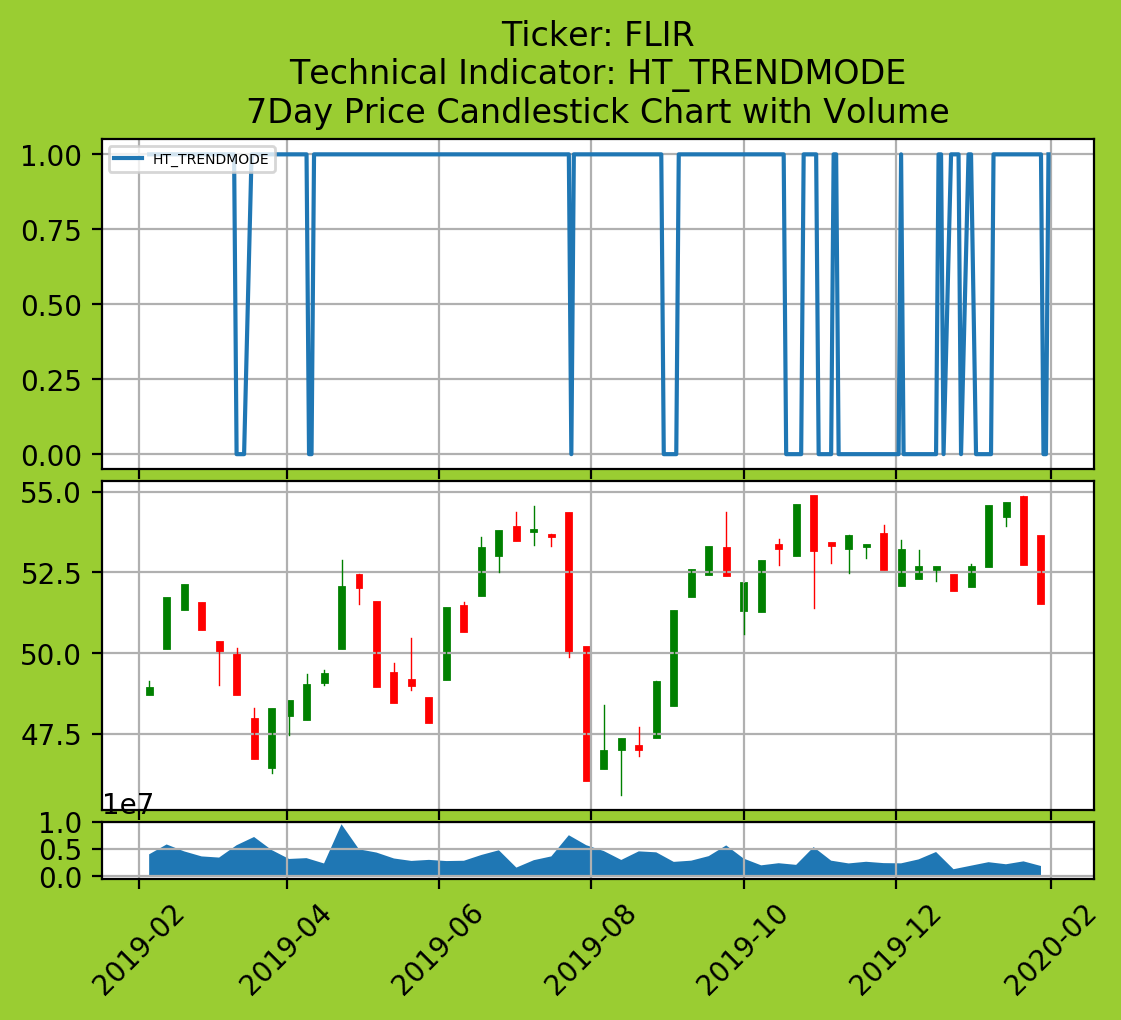 Ticker: FLIR
Technical Indicator: HT_TRENDMODE
7Day Price Candlestick Chart with Volume
HT_TRENDMODE
1.00
0.75
0.50
0.25
0.00
55.0
52.5
50.0
47.5
1e7
1.0
0.5
0.0
2019-02 2019-04 2019-06 2019-08 2019-10 2019-12 2020-02